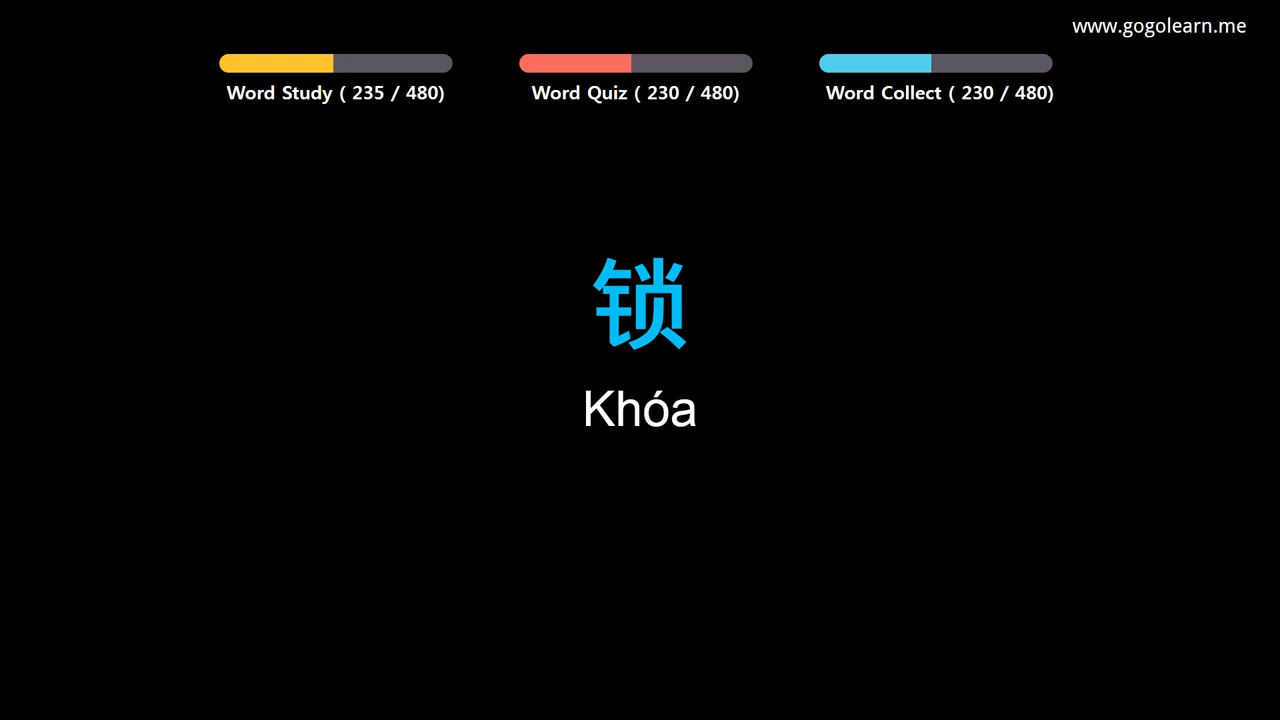 www.gogolearn.me
Word Study ( 235 / 480)
Word Quiz ( 230 / 480)
Word Collect ( 230 / 480)
锁
Khóa